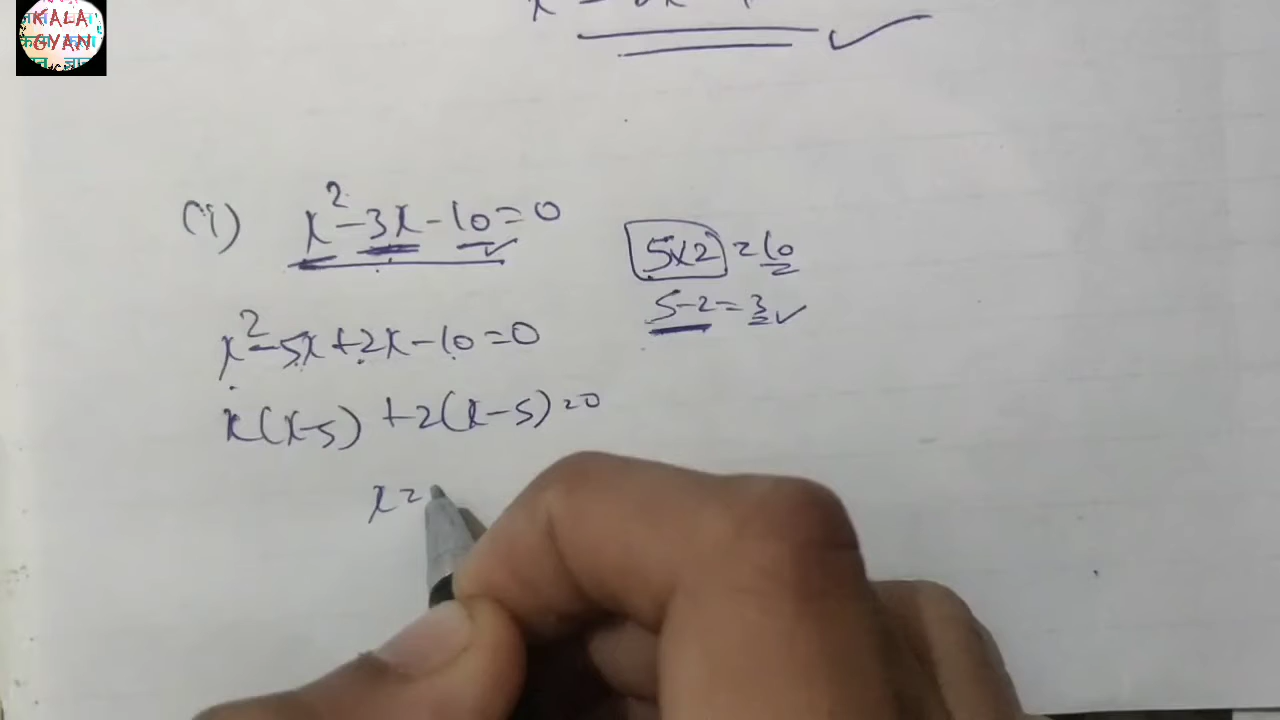 KALA
GYAN
(i) x² - 3x - 10 = 0
5x2 = 10
5-2 = 3 ✓
x² - 5x + 2x - 10 = 0
x(x-5) + 2(x-5) = 0
x =